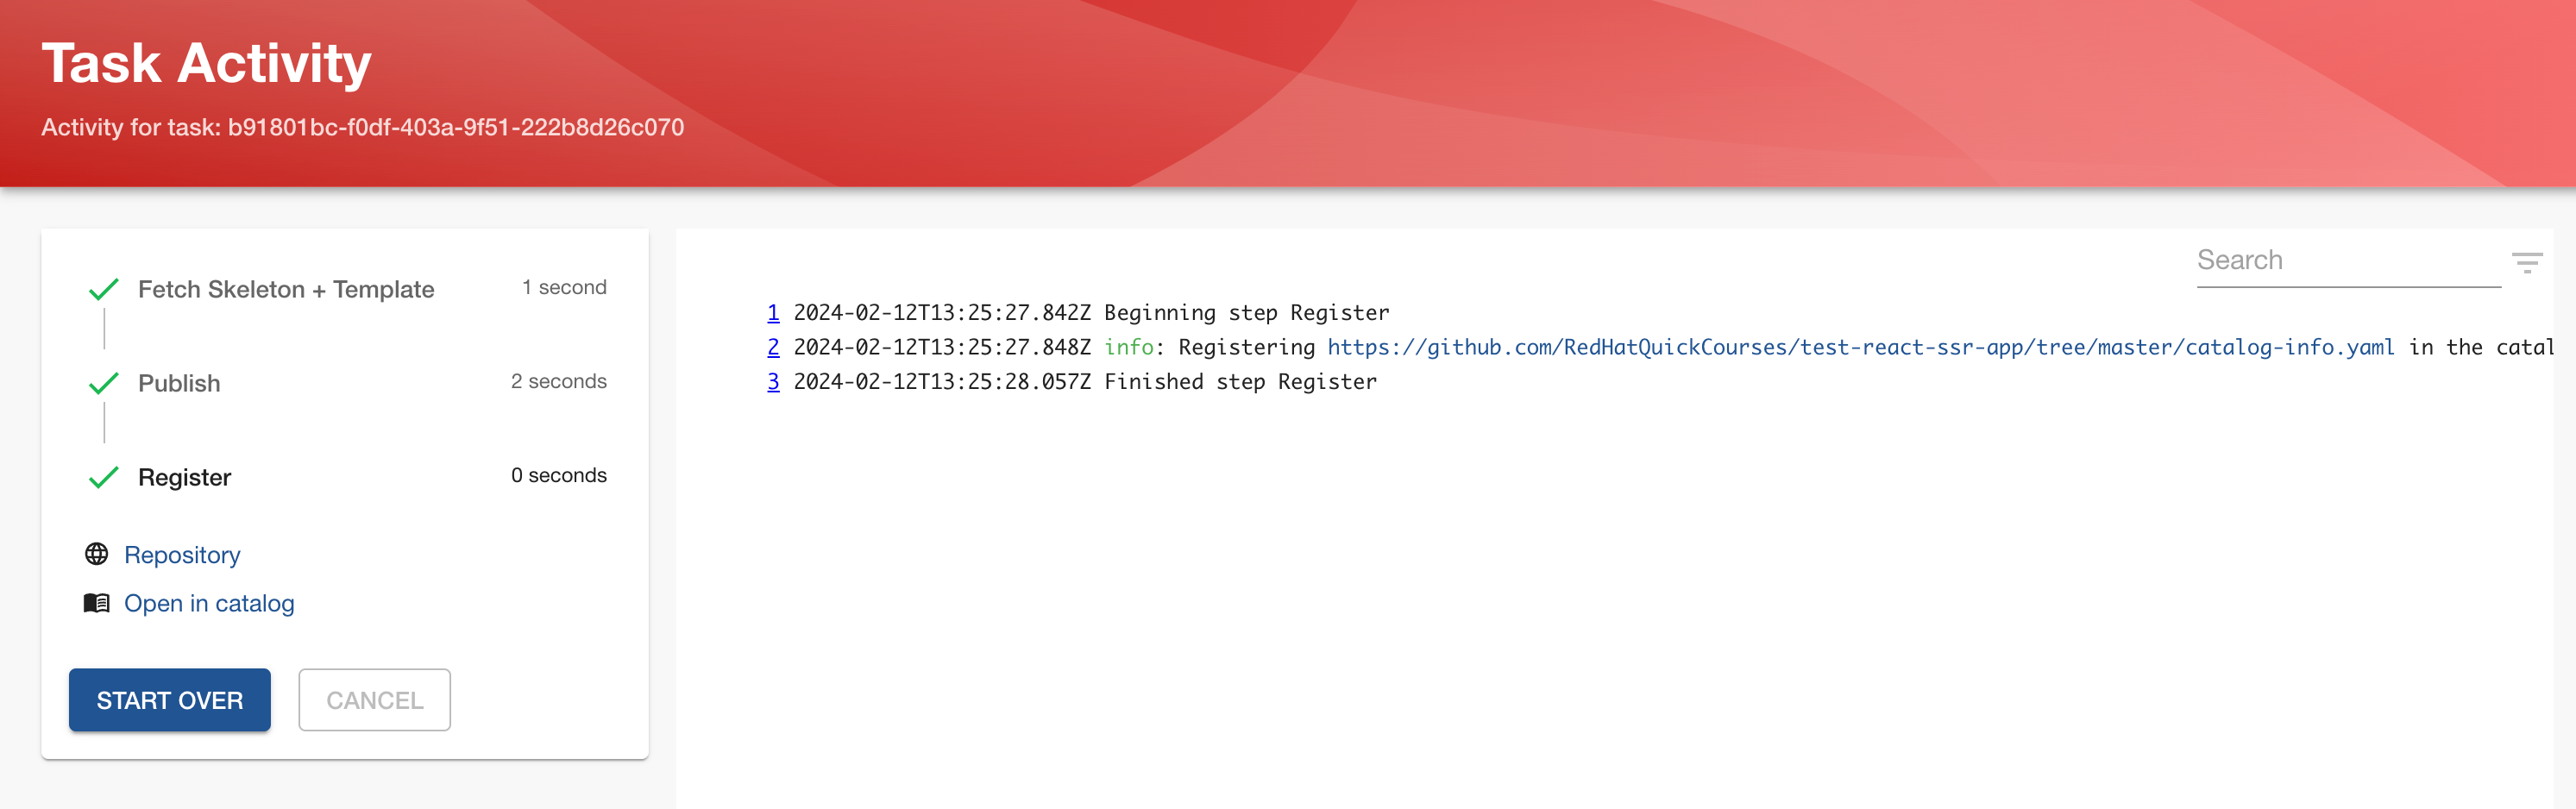 Task Activity
Activity for task: b91801bc-f0df-403a-9f51-222b8d26c070
Fetch Skeleton + Template 1 second
Publish 2 seconds
Register 0 seconds
Repository
Open in catalog
START OVER CANCEL
Search
1 2024-02-12T13:25:27.842Z Beginning step Register
2 2024-02-12T13:25:27.848Z info: Registering https://github.com/RedHatQuickCourses/test-react-ssr-app/tree/master/catalog-info.yaml in the catal
3 2024-02-12T13:25:28.057Z Finished step Register